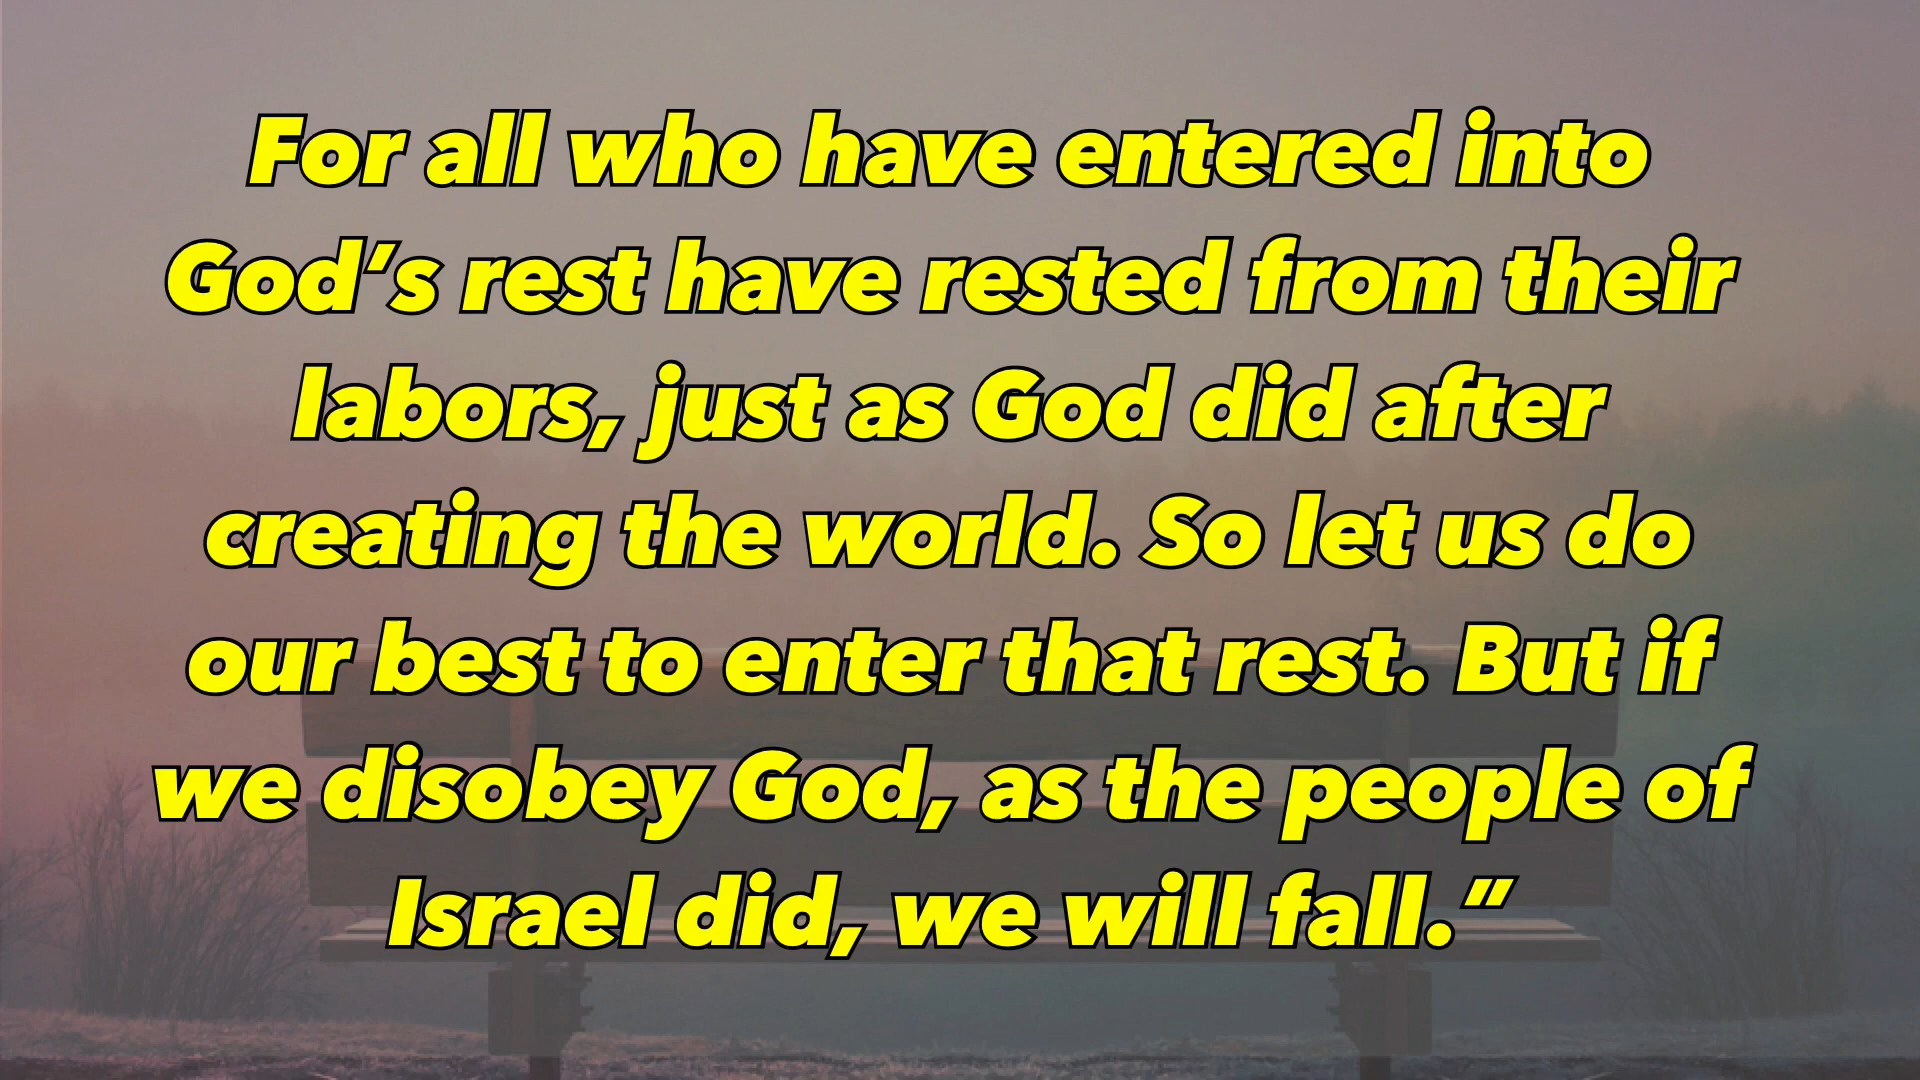 For all who have entered into
God’s rest have rested from their
labors, just as God did after
creating the world. So let us do
our best to enter that rest. But if
we disobey God, as the people of
Israel did, we will fall.”